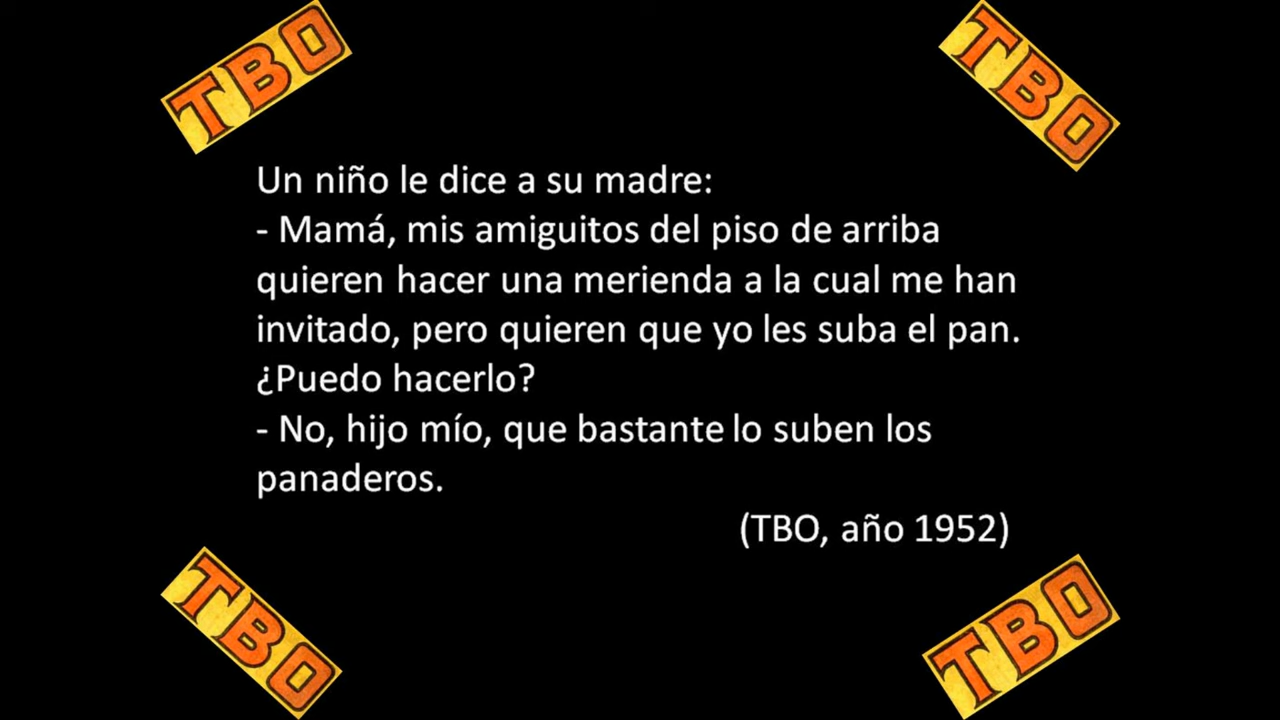 TBO
TBO
Un niño le dice a su madre:
- Mamá, mis amiguitos del piso de arriba
quieren hacer una merienda a la cual me han
invitado, pero quieren que yo les suba el pan.
¿Puedo hacerlo?
- No, hijo mío, que bastante lo suben los
panaderos.
(TBO, año 1952)
TBO
TBO